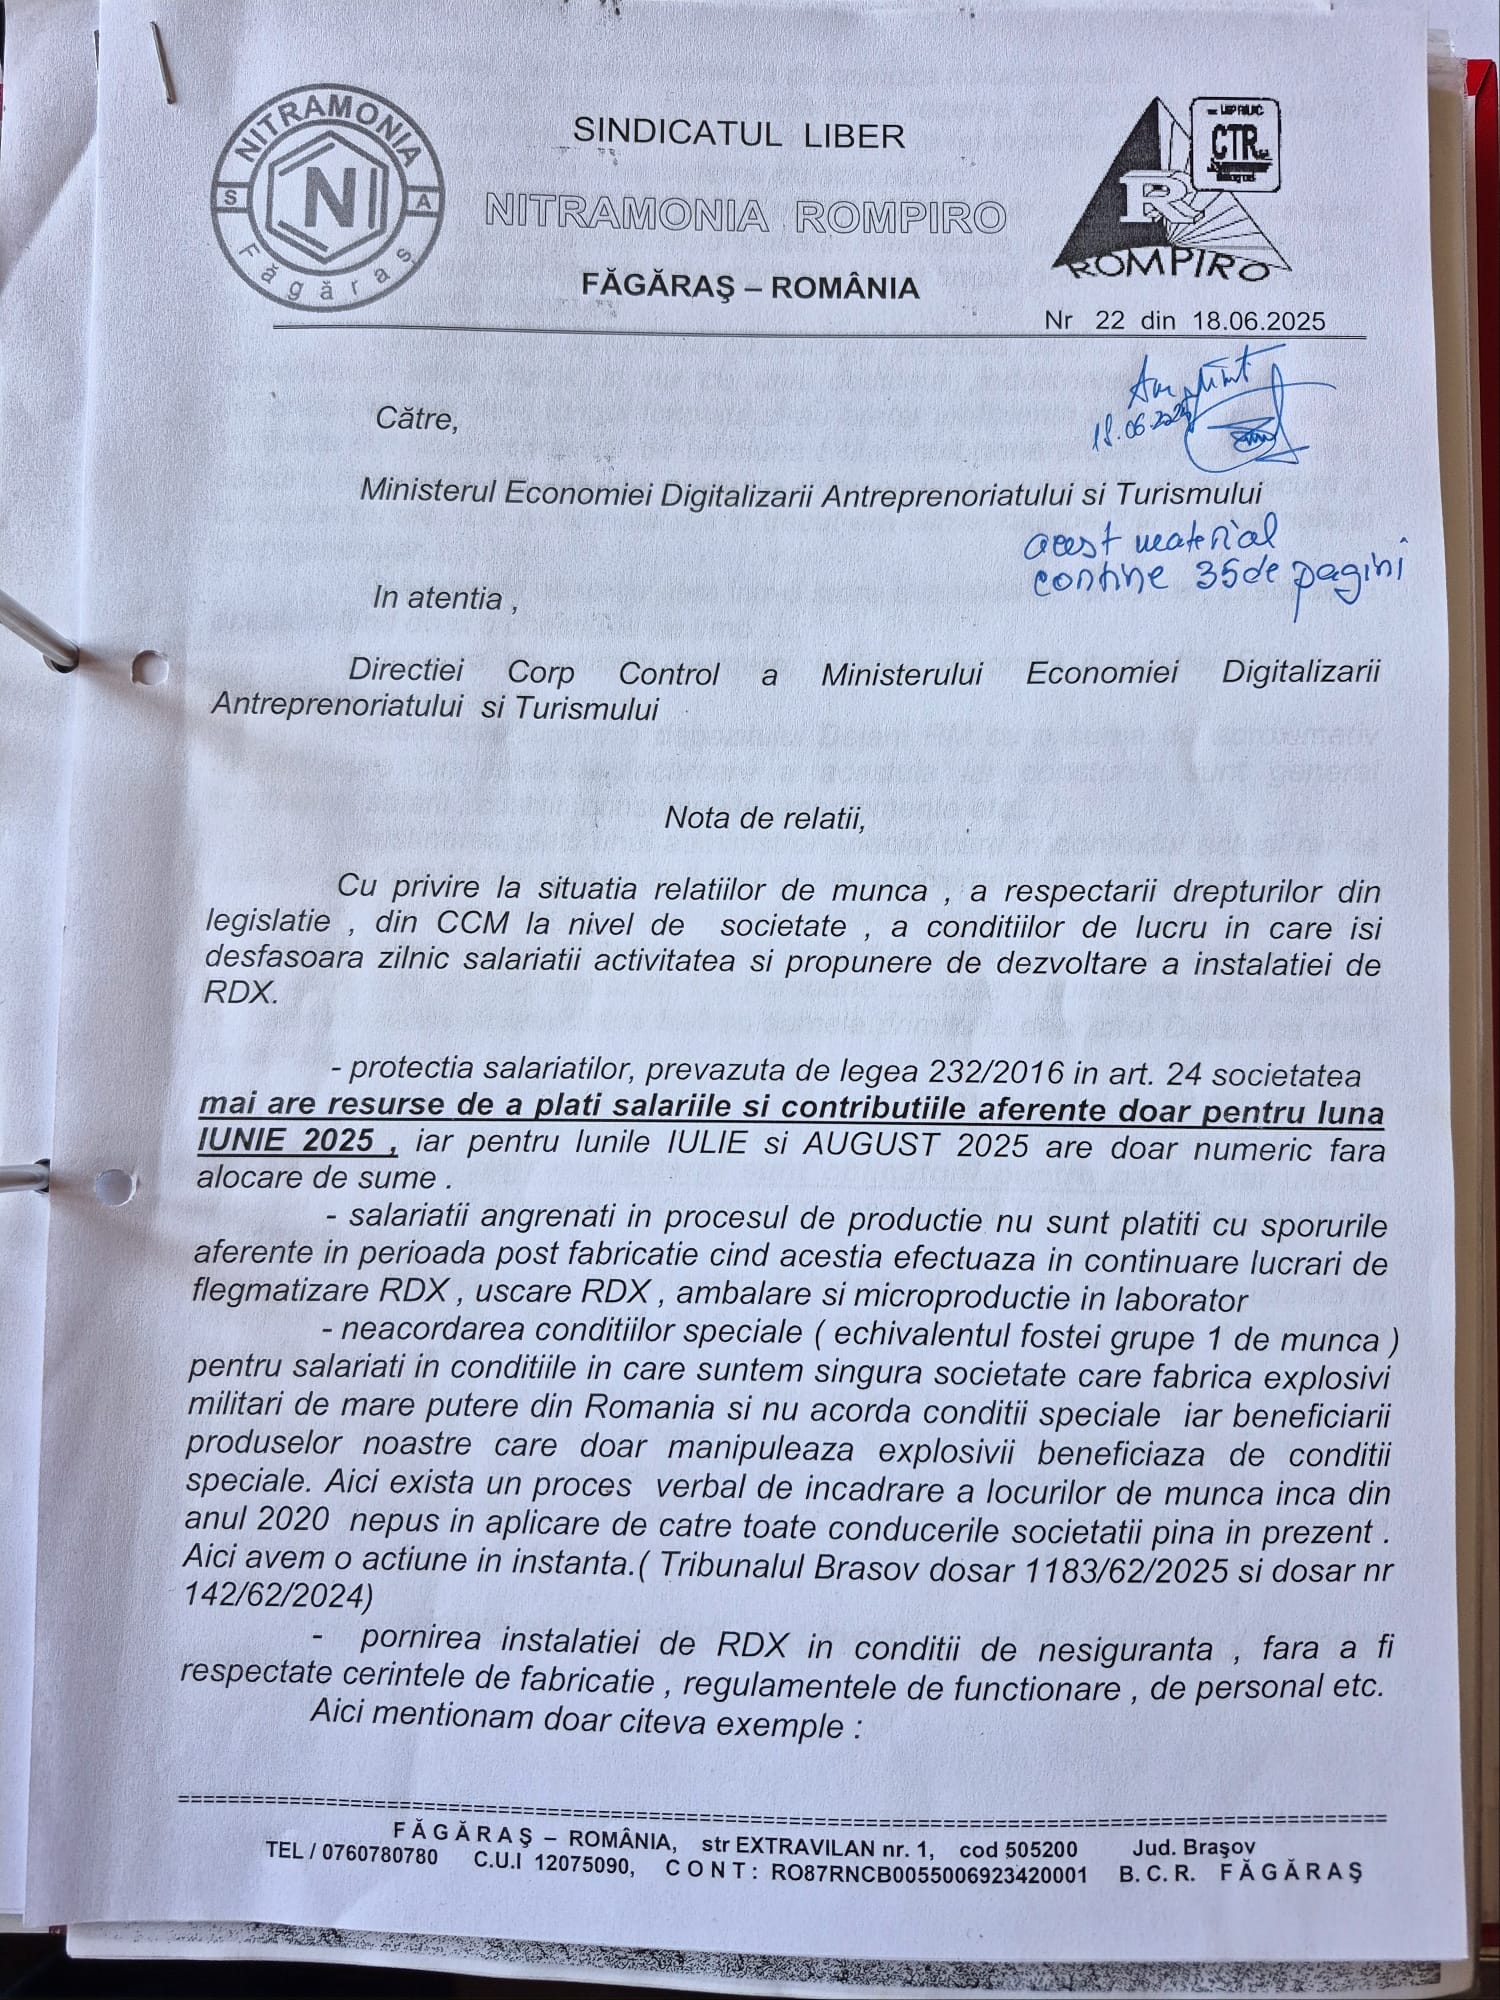 NITRAMONIA
S A
N
Făgăraș
SINDICATUL LIBER
NITRAMONIA ROMPIRO
FĂGĂRAŞ – ROMÂNIA
CTR
R
ROMPIRO
Nr 22 din 18.06.2025
Am primit
18.06.2025
Către,
Ministerul Economiei Digitalizarii Antreprenoriatului si Turismului
acest material
contine 35 de pagini
In atentia ,
Directiei Corp Control a Ministerului Economiei Digitalizarii
Antreprenoriatului si Turismului
Nota de relatii,
Cu privire la situatia relatiilor de munca , a respectarii drepturilor din
legislatie , din CCM la nivel de societate , a conditiilor de lucru in care isi
desfasoara zilnic salariatii activitatea si propunere de dezvoltare a instalatiei de
RDX.
- protectia salariatilor, prevazuta de legea 232/2016 in art. 24 societatea
mai are resurse de a plati salariile si contributiile aferente doar pentru luna
IUNIE 2025 , iar pentru lunile IULIE si AUGUST 2025 are doar numeric fara
alocare de sume .
- salariatii angrenati in procesul de productie nu sunt platiti cu sporurile
aferente in perioada post fabricatie cind acestia efectuaza in continuare lucrari de
flegmatizare RDX , uscare RDX , ambalare si microproductie in laborator
- neacordarea conditiilor speciale ( echivalentul fostei grupe 1 de munca )
pentru salariati in conditiile in care suntem singura societate care fabrica explosivi
militari de mare putere din Romania si nu acorda conditii speciale iar beneficiarii
produselor noastre care doar manipuleaza explosivii beneficiaza de conditii
speciale. Aici exista un proces verbal de incadrare a locurilor de munca inca din
anul 2020 nepus in aplicare de catre toate conducerile societatii pina in prezent .
Aici avem o actiune in instanta.( Tribunalul Brasov dosar 1183/62/2025 si dosar nr
142/62/2024)
- pornirea instalatiei de RDX in conditii de nesiguranta , fara a fi
respectate cerintele de fabricatie , regulamentele de functionare , de personal etc.
Aici mentionam doar citeva exemple :
FĂGĂRAŞ – ROMÂNIA, str EXTRAVILAN nr. 1, cod 505200 Jud. Braşov
TEL / 0760780780 C.U.I 12075090, CONT: RO87RNCB0055006923420001 B.C.R. FĂGĂRAŞ